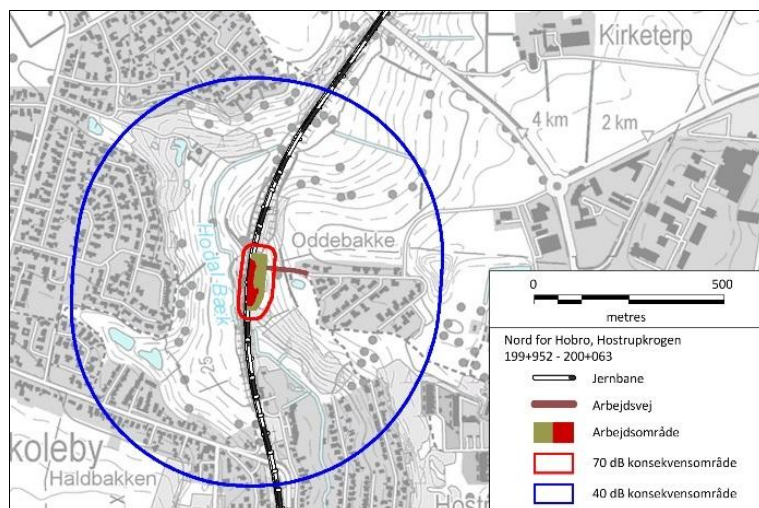 Kirketerp
4 km
2 km
Oddebakke
Hodal Bæk
25
koleby
Haldbakken
Host
0 500
metres
Nord for Hobro, Hostrupkrogen
199+952 - 200+063
Jernbane
Arbejdsvej
Arbejdsområde
70 dB konsekvensområde
40 dB konsekvensområde